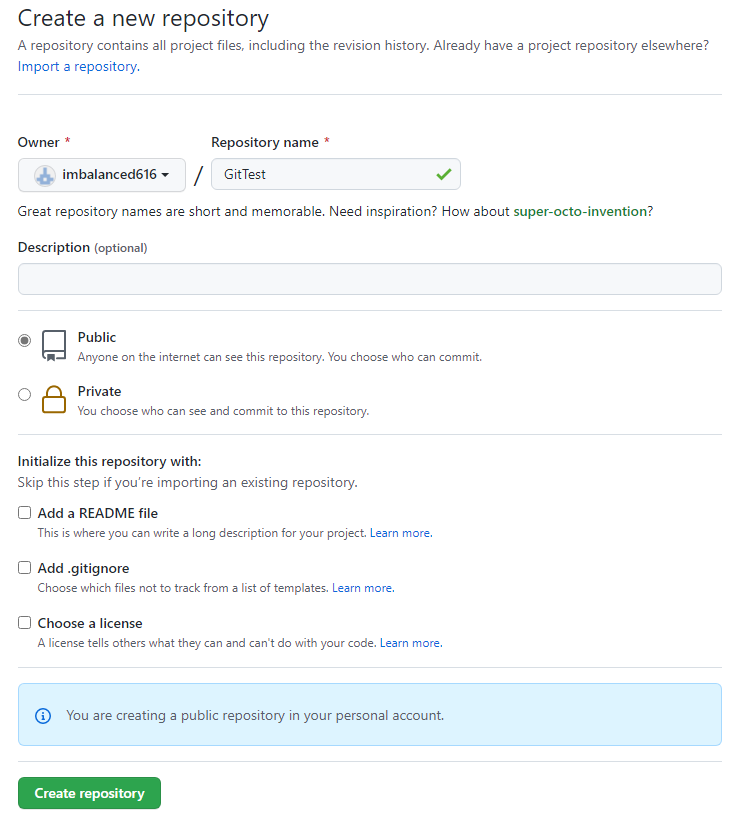 Create a new repository
A repository contains all project files, including the revision history. Already have a project repository elsewhere?
Import a repository.
Owner * Repository name *
imbalanced616 / GitTest
Great repository names are short and memorable. Need inspiration? How about super-octo-invention?
Description (optional)
Public
Anyone on the internet can see this repository. You choose who can commit.
Private
You choose who can see and commit to this repository.
Initialize this repository with:
Skip this step if you’re importing an existing repository.
Add a README file
This is where you can write a long description for your project. Learn more.
Add .gitignore
Choose which files not to track from a list of templates. Learn more.
Choose a license
A license tells others what they can and can't do with your code. Learn more.
You are creating a public repository in your personal account.
Create repository